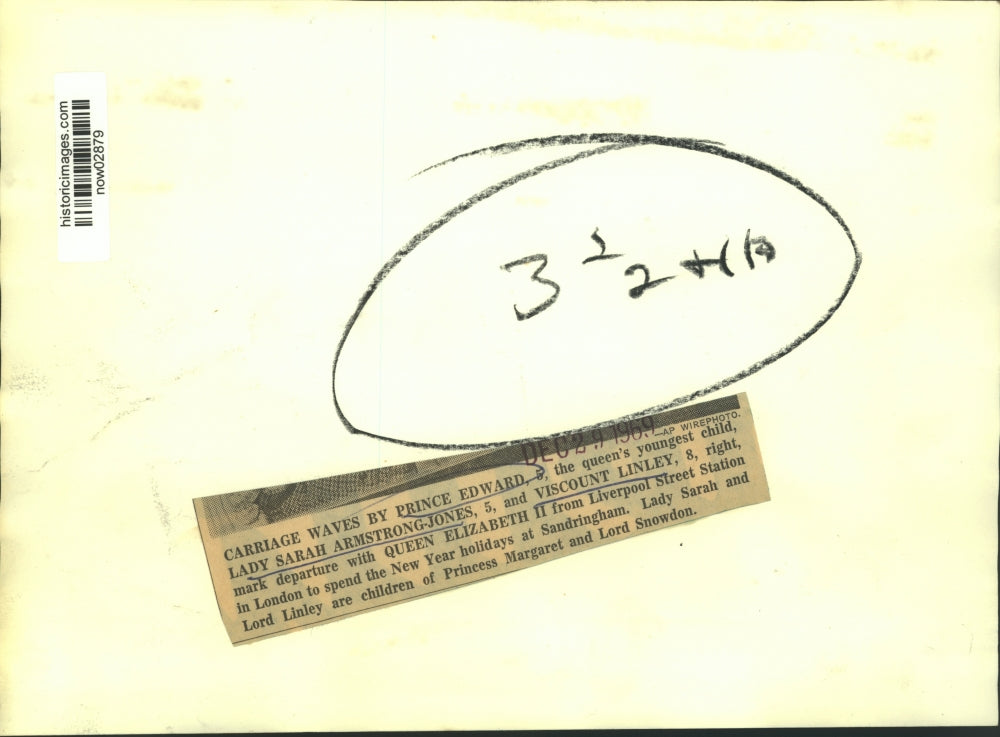 historicimages.com
now02879
3 2 2
DEC 29 1969
—AP WIREPHOTO.
CARRIAGE WAVES BY PRINCE EDWARD, 5, the queen's youngest child,
LADY SARAH ARMSTRONG-JONES, 5, and VISCOUNT LINLEY, 8, right,
mark departure with QUEEN ELIZABETH II from Liverpool Street Station
in London to spend the New Year holidays at Sandringham. Lady Sarah and
Lord Linley are children of Princess Margaret and Lord Snowdon.